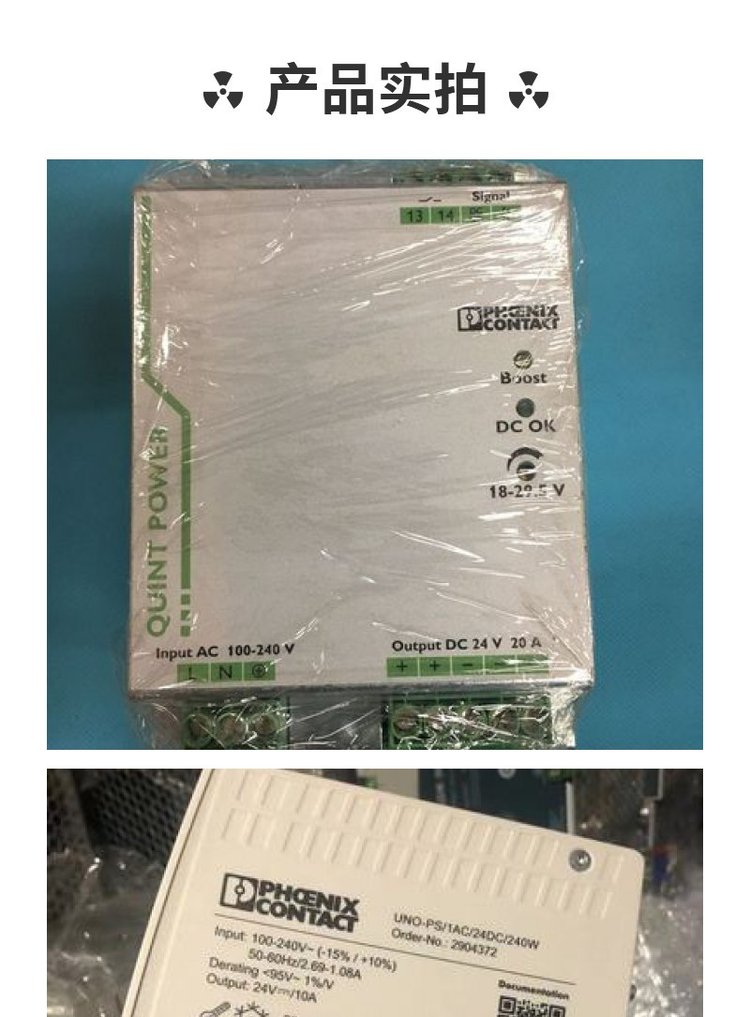 产品实拍
Signal
13 14
PHŒNIX
CONTACT
Boost
DC OK
18-29.5 V
QUINT POWER
Input AC 100-240 V
Output DC 24 V 20 A
L N
+ + − − −
PHŒNIX
CONTACT
UNO-PS/1AC/24DC/240W
Order-No.: 2904372
Input: 100-240V~ (-15% / +10%)
50-60Hz/2.69-1.08A
Derating <95V~ 1%/V
Output: 24V⎓/10A
Documentation